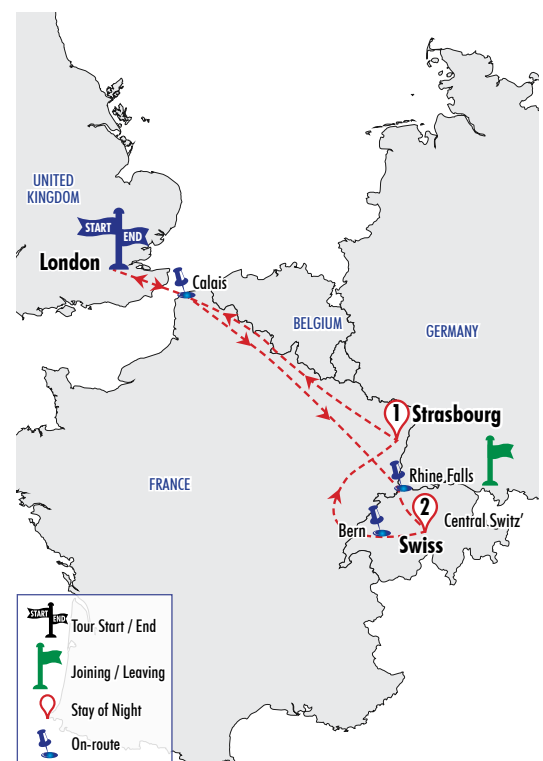 UNITED
KINGDOM
START
END
London
Calais
BELGIUM
GERMANY
1 Strasbourg
Rhine Falls
FRANCE
2
Central Switz'
Bern
Swiss
START
END
Tour Start / End
Joining / Leaving
Stay of Night
On-route